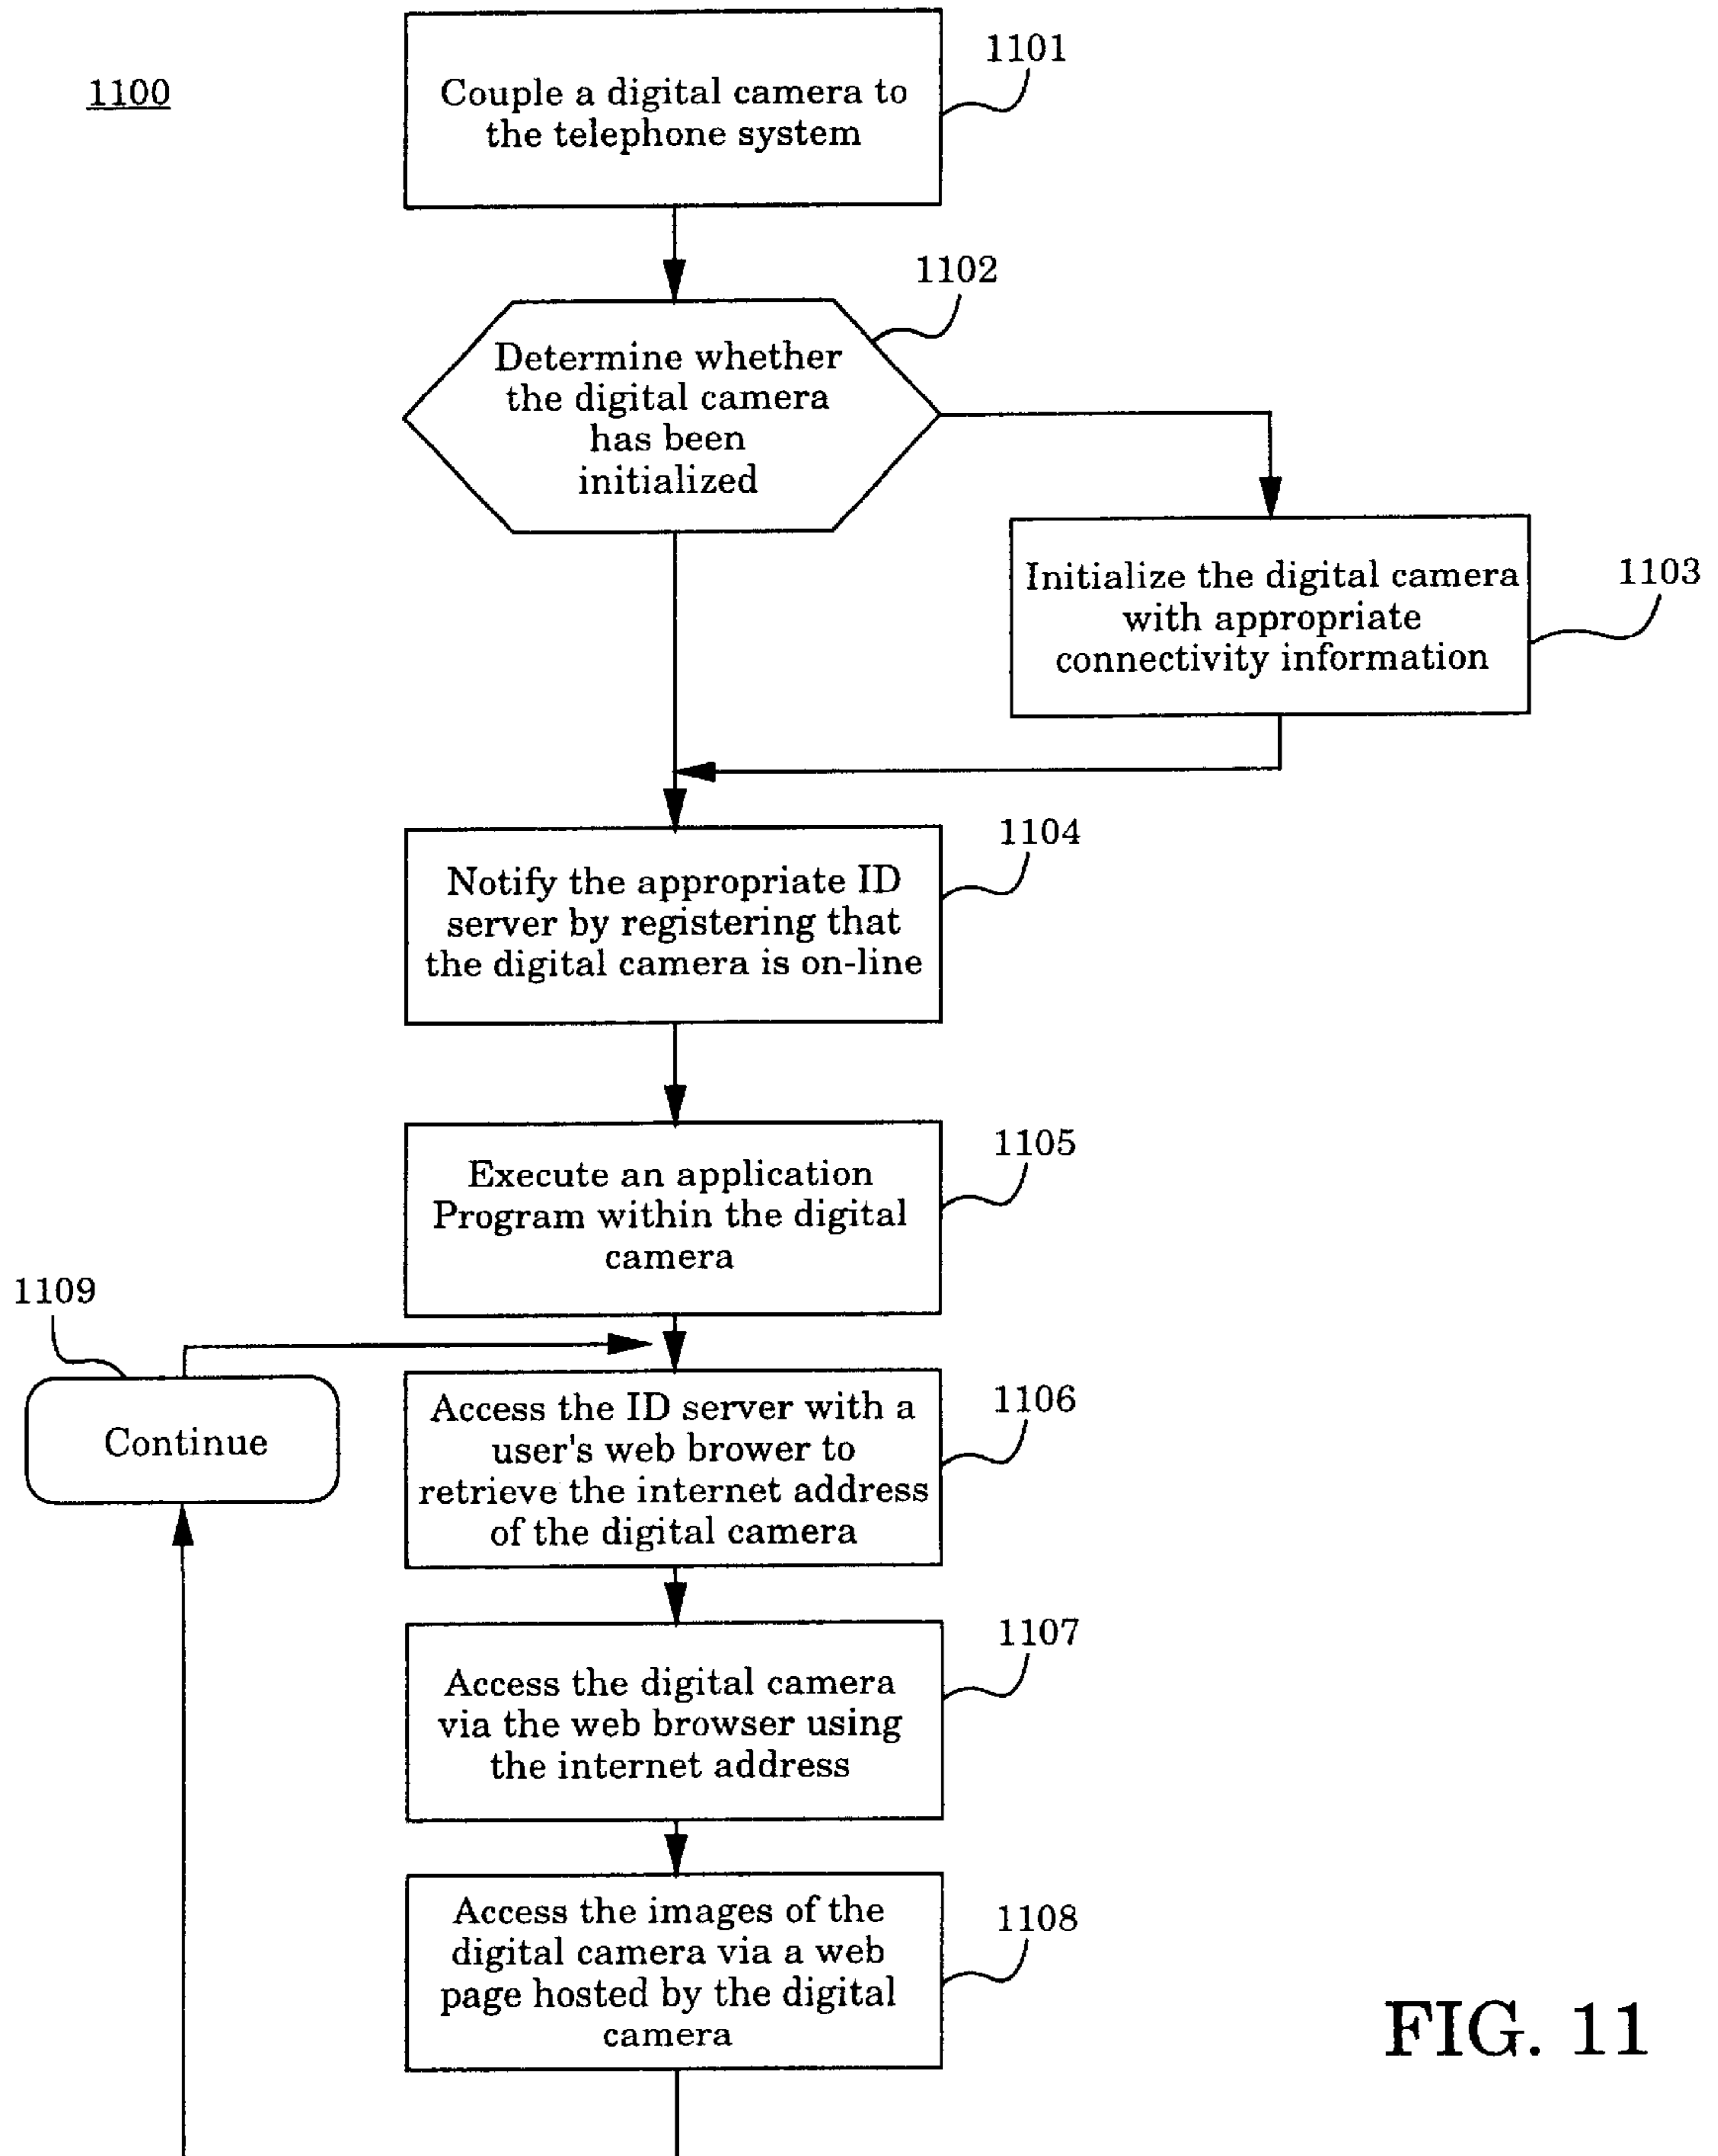 1100
Couple a digital camera to
the telephone system
1101
Determine whether
the digital camera
has been
initialized
1102
Initialize the digital camera
with appropriate
connectivity information
1103
Notify the appropriate ID
server by registering that
the digital camera is on-line
1104
Execute an application
Program within the digital
camera
1105
1109
Continue
Access the ID server with a
user's web brower to
retrieve the internet address
of the digital camera
1106
Access the digital camera
via the web browser using
the internet address
1107
Access the images of the
digital camera via a web
page hosted by the digital
camera
1108
FIG. 11